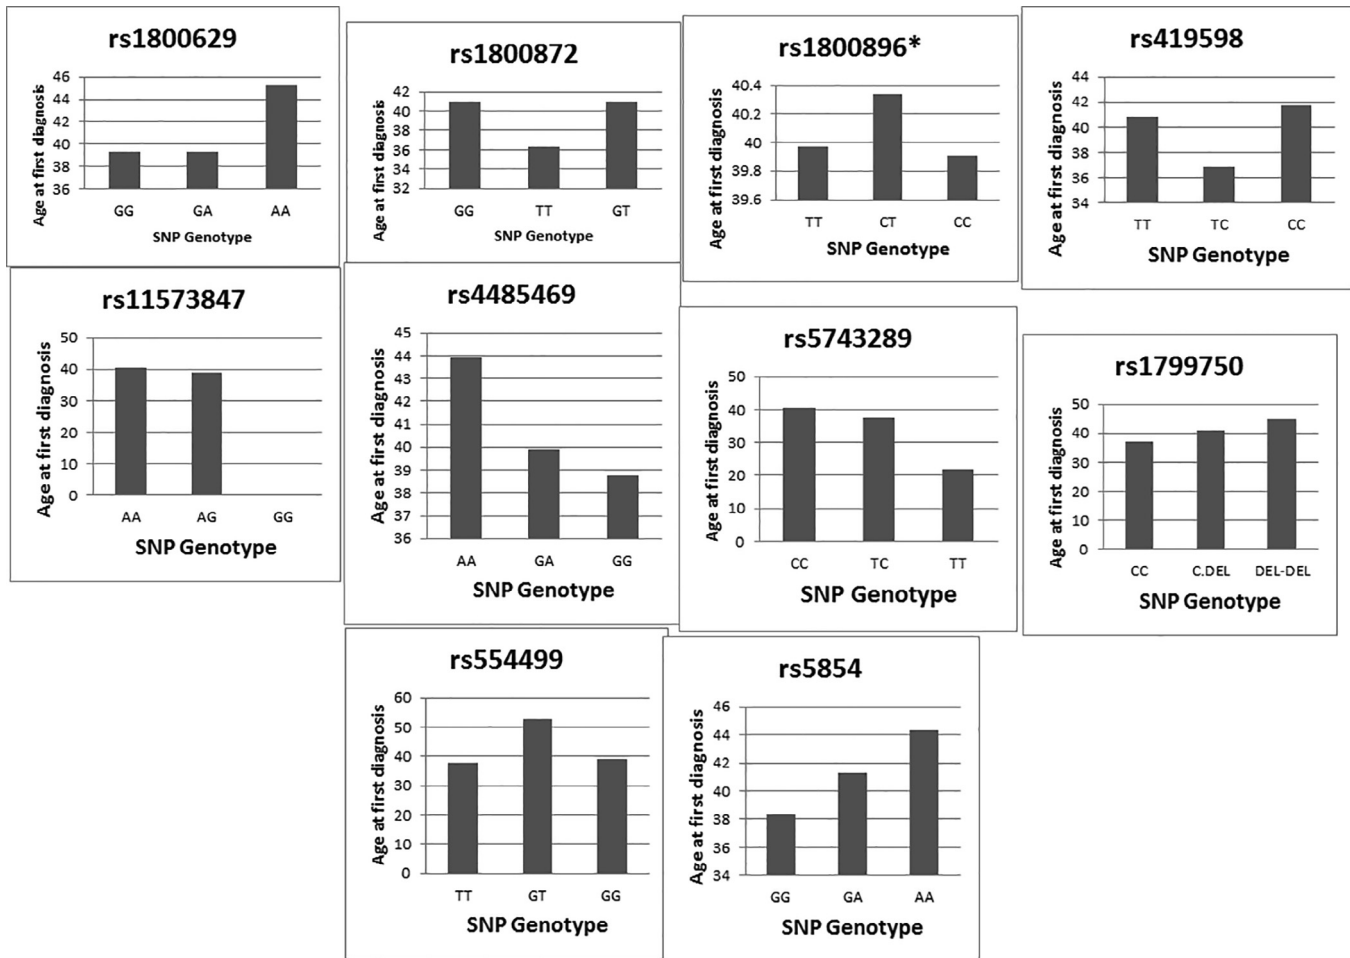 rs1800629
Age at first diagnosis
46
44
42
40
38
36
GG GA AA
SNP Genotype
rs1800872
Age at first diagnosis
42
40
38
36
34
32
GG TT GT
SNP Genotype
rs1800896*
Age at first diagnosis
40.4
40.2
40
39.8
39.6
TT CT CC
SNP Genotype
rs419598
Age at first diagnosis
44
42
40
38
36
34
TT TC CC
SNP Genotype
rs11573847
Age at first diagnosis
50
40
30
20
10
0
AA AG GG
SNP Genotype
rs4485469
Age at first diagnosis
45
44
43
42
41
40
39
38
37
36
AA GA GG
SNP Genotype
rs5743289
Age at first diagnosis
50
40
30
20
10
0
CC TC TT
SNP Genotype
rs1799750
Age at first diagnosis
50
40
30
20
10
0
CC C.DEL DEL-DEL
SNP Genotype
rs554499
Age at first diagnosis
60
50
40
30
20
10
0
TT GT GG
SNP Genotype
rs5854
Age at first diagnosis
46
44
42
40
38
36
34
GG GA AA
SNP Genotype